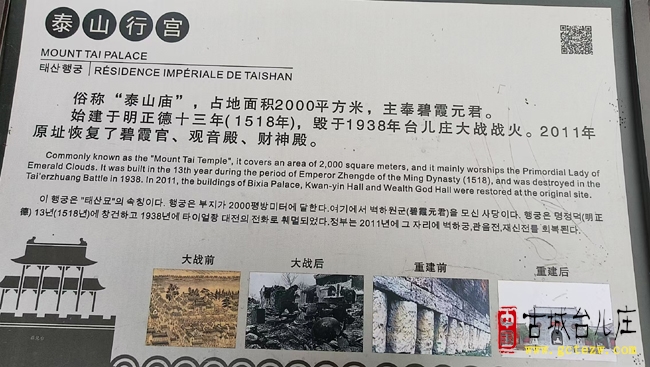 泰山行宫
MOUNT TAI PALACE
태산행궁 RÉSIDENCE IMPÉRIALE DE TAISHAN
俗称“泰山庙”，占地面积2000平方米，主奉碧霞元君。
始建于明正德十三年(1518年)，毁于1938年台儿庄大战战火。2011年
原址恢复了碧霞官、观音殿、财神殿。
Commonly known as the "Mount Tai Temple", it covers an area of 2,000 square meters, and it mainly worships the Primordial Lady of
Emerald Clouds. It was built in the 13th year during the period of Emperor Zhengde of the Ming Dynasty (1518), and was destroyed in the
Tai'erzhuang Battle in 1938. In 2011, the buildings of Bixia Palace, Kwan-yin Hall and Wealth God Hall were restored at the original site.
이 행궁은 “태산묘”의 속칭이다. 행궁은 부지가 2000평방미터에 달한다.여기에서 벽하원군(碧霞元君)을 모신 사당이다. 행궁은 명정덕(明正
德) 13년(1518년)에 창건하고 1938년에 타이얼좡 대전의 전화로 훼멸되었다.정부는 2011년에 그 자리에 벽하궁,관음전,재신전를 회복된다.
大战前
大战后
重建前
重建后
古城台儿庄
www.gctezw.com